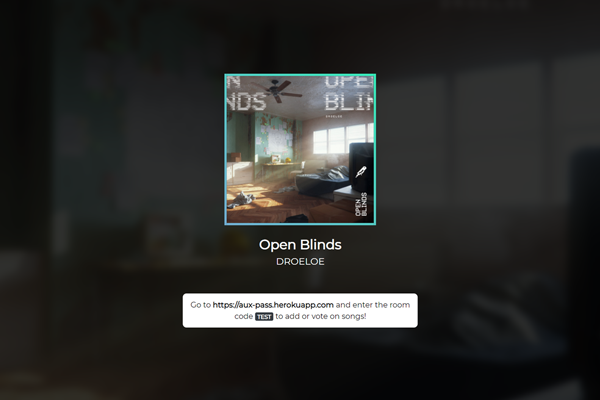 N
NDS
OPE
BLIN
DROELOE
OPEN
BLINDS
Open Blinds
DROELOE
Go to https://aux-pass.herokuapp.com and enter the room
code TEST to add or vote on songs!